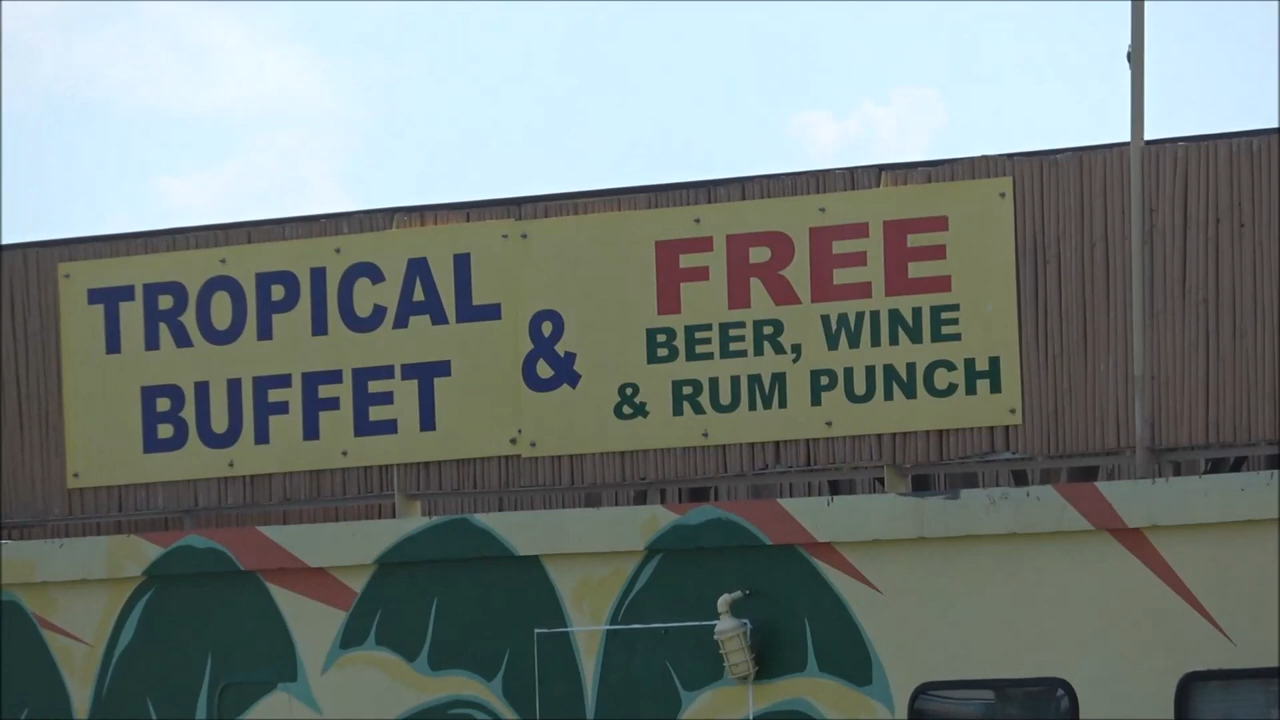 TROPICAL
BUFFET
&
FREE
BEER, WINE
& RUM PUNCH